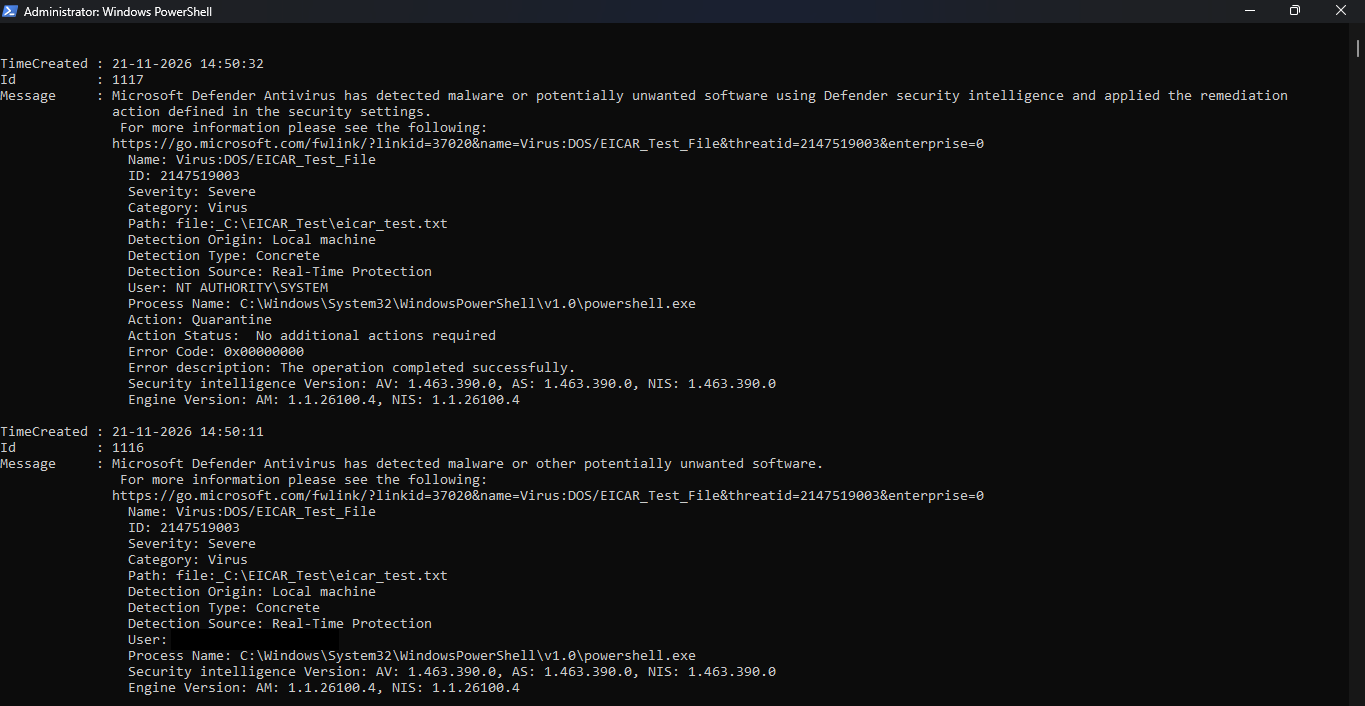 Administrator: Windows PowerShell
TimeCreated : 21-11-2026 14:50:32
Id          : 1117
Message     : Microsoft Defender Antivirus has detected malware or potentially unwanted software using Defender security intelligence and applied the remediation
              action defined in the security settings.
               For more information please see the following:
              https://go.microsoft.com/fwlink/?linkid=37020&name=Virus:DOS/EICAR_Test_File&threatid=2147519003&enterprise=0
                Name: Virus:DOS/EICAR_Test_File
                ID: 2147519003
                Severity: Severe
                Category: Virus
                Path: file:_C:\EICAR_Test\eicar_test.txt
                Detection Origin: Local machine
                Detection Type: Concrete
                Detection Source: Real-Time Protection
                User: NT AUTHORITY\SYSTEM
                Process Name: C:\Windows\System32\WindowsPowerShell\v1.0\powershell.exe
                Action: Quarantine
                Action Status:  No additional actions required
                Error Code: 0x00000000
                Error description: The operation completed successfully.
                Security intelligence Version: AV: 1.463.390.0, AS: 1.463.390.0, NIS: 1.463.390.0
                Engine Version: AM: 1.1.26100.4, NIS: 1.1.26100.4
TimeCreated : 21-11-2026 14:50:11
Id          : 1116
Message     : Microsoft Defender Antivirus has detected malware or other potentially unwanted software.
               For more information please see the following:
              https://go.microsoft.com/fwlink/?linkid=37020&name=Virus:DOS/EICAR_Test_File&threatid=2147519003&enterprise=0
                Name: Virus:DOS/EICAR_Test_File
                ID: 2147519003
                Severity: Severe
                Category: Virus
                Path: file:_C:\EICAR_Test\eicar_test.txt
                Detection Origin: Local machine
                Detection Type: Concrete
                Detection Source: Real-Time Protection
                User:
                Process Name: C:\Windows\System32\WindowsPowerShell\v1.0\powershell.exe
                Security intelligence Version: AV: 1.463.390.0, AS: 1.463.390.0, NIS: 1.463.390.0
                Engine Version: AM: 1.1.26100.4, NIS: 1.1.26100.4